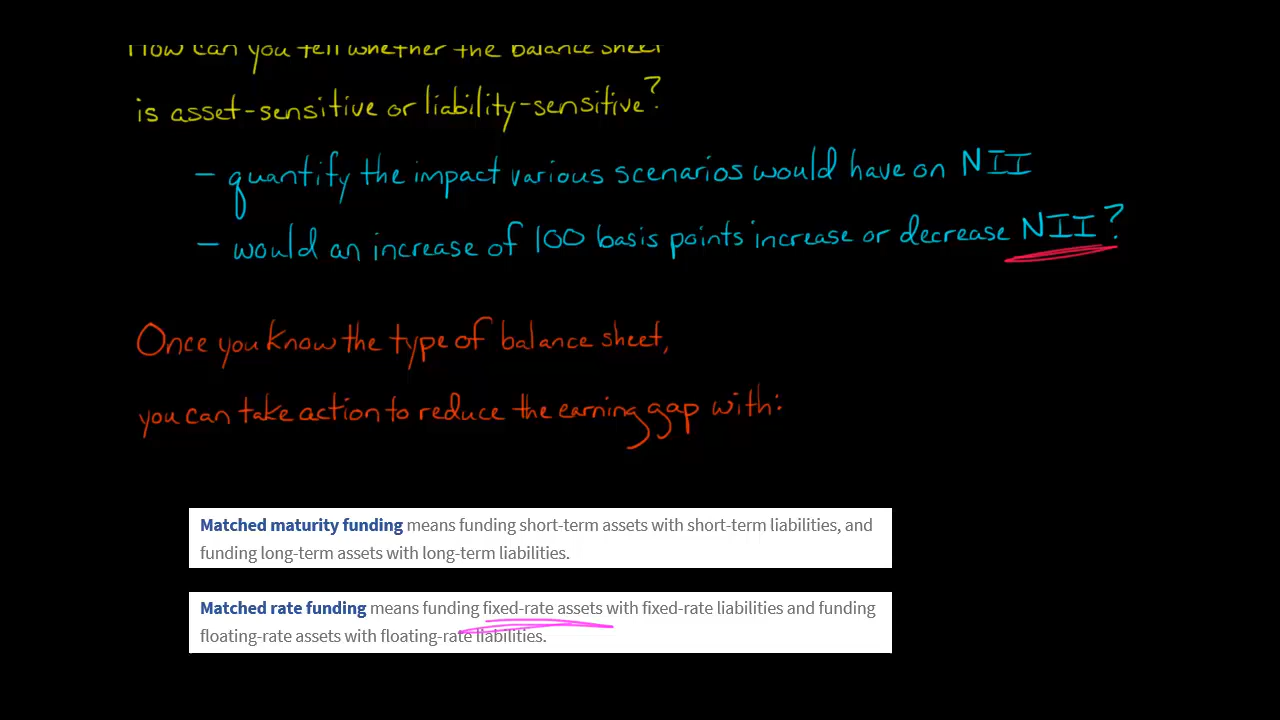 How can you tell whether the balance sheet
is asset-sensitive or liability-sensitive?
- quantify the impact various scenarios would have on NII
- would an increase of 100 basis points increase or decrease NII?
Once you know the type of balance sheet,
you can take action to reduce the earning gap with:
Matched maturity funding means funding short-term assets with short-term liabilities, and
funding long-term assets with long-term liabilities.
Matched rate funding means funding fixed-rate assets with fixed-rate liabilities and funding
floating-rate assets with floating-rate liabilities.